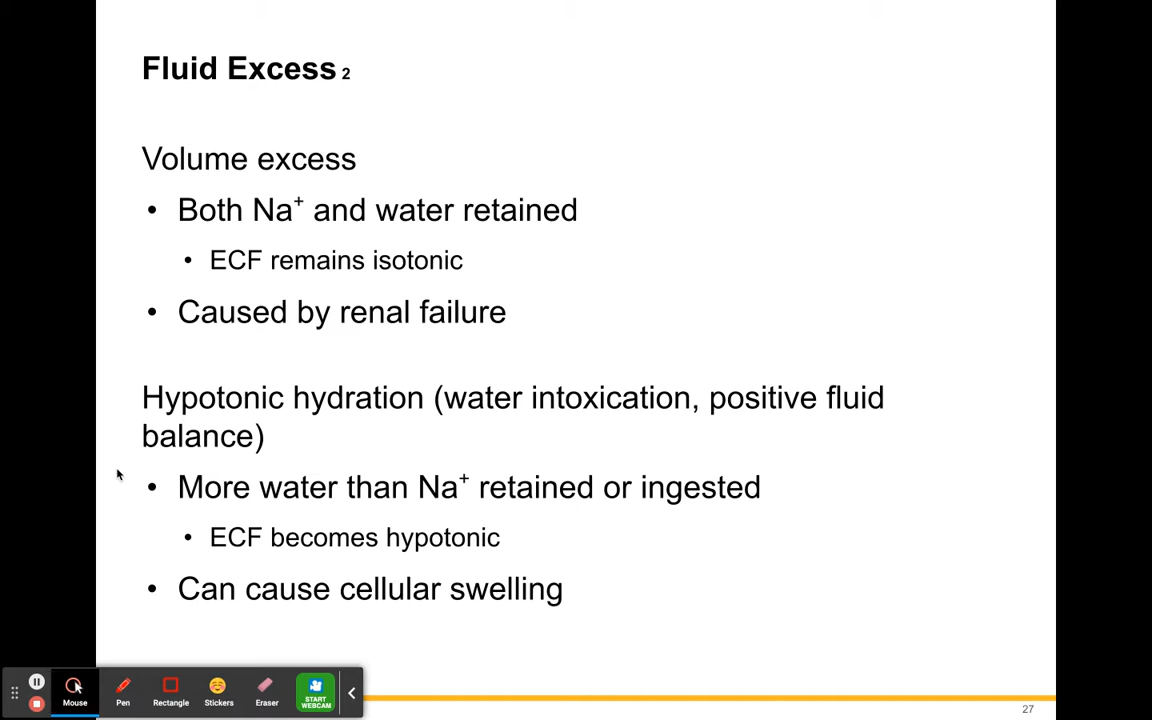 Fluid Excess 2
Volume excess
• Both Na⁺ and water retained
• ECF remains isotonic
• Caused by renal failure
Hypotonic hydration (water intoxication, positive fluid
balance)
• More water than Na⁺ retained or ingested
• ECF becomes hypotonic
• Can cause cellular swelling
Mouse Pen Rectangle Stickers Eraser START
WEBCAM
27